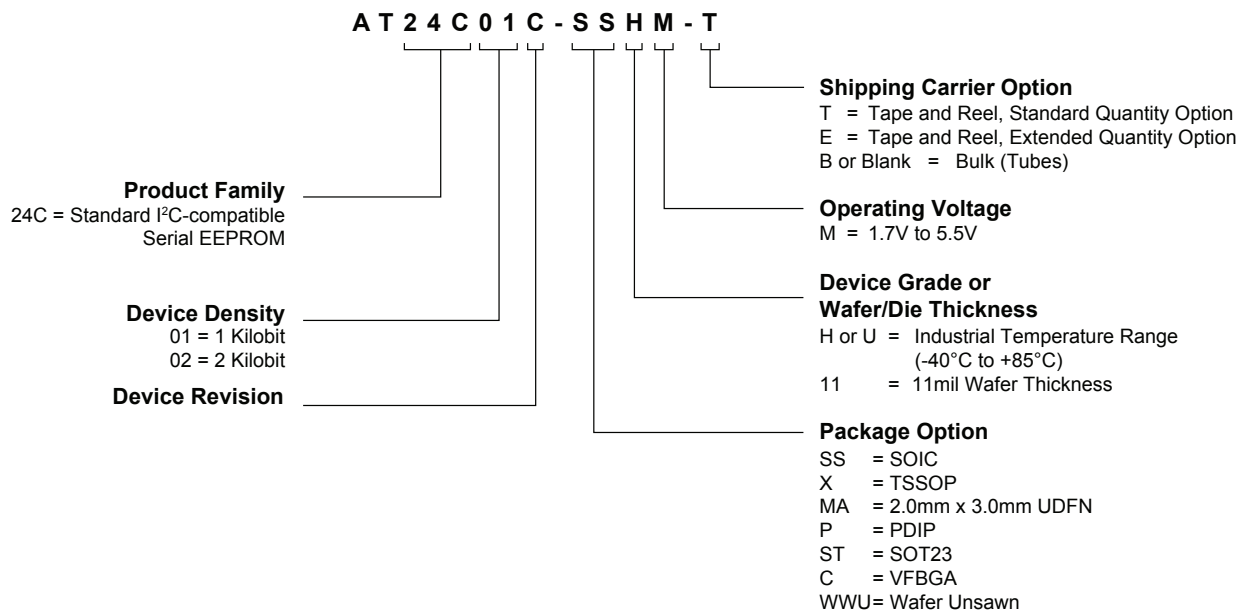 AT24C01C-SSHM-T
Shipping Carrier Option
T = Tape and Reel, Standard Quantity Option
E = Tape and Reel, Extended Quantity Option
B or Blank = Bulk (Tubes)
Product Family
24C = Standard I²C-compatible
Serial EEPROM
Operating Voltage
M = 1.7V to 5.5V
Device Grade or
Wafer/Die Thickness
H or U = Industrial Temperature Range
(-40°C to +85°C)
11 = 11mil Wafer Thickness
Device Density
01 = 1 Kilobit
02 = 2 Kilobit
Device Revision
Package Option
SS = SOIC
X = TSSOP
MA = 2.0mm x 3.0mm UDFN
P = PDIP
ST = SOT23
C = VFBGA
WWU= Wafer Unsawn